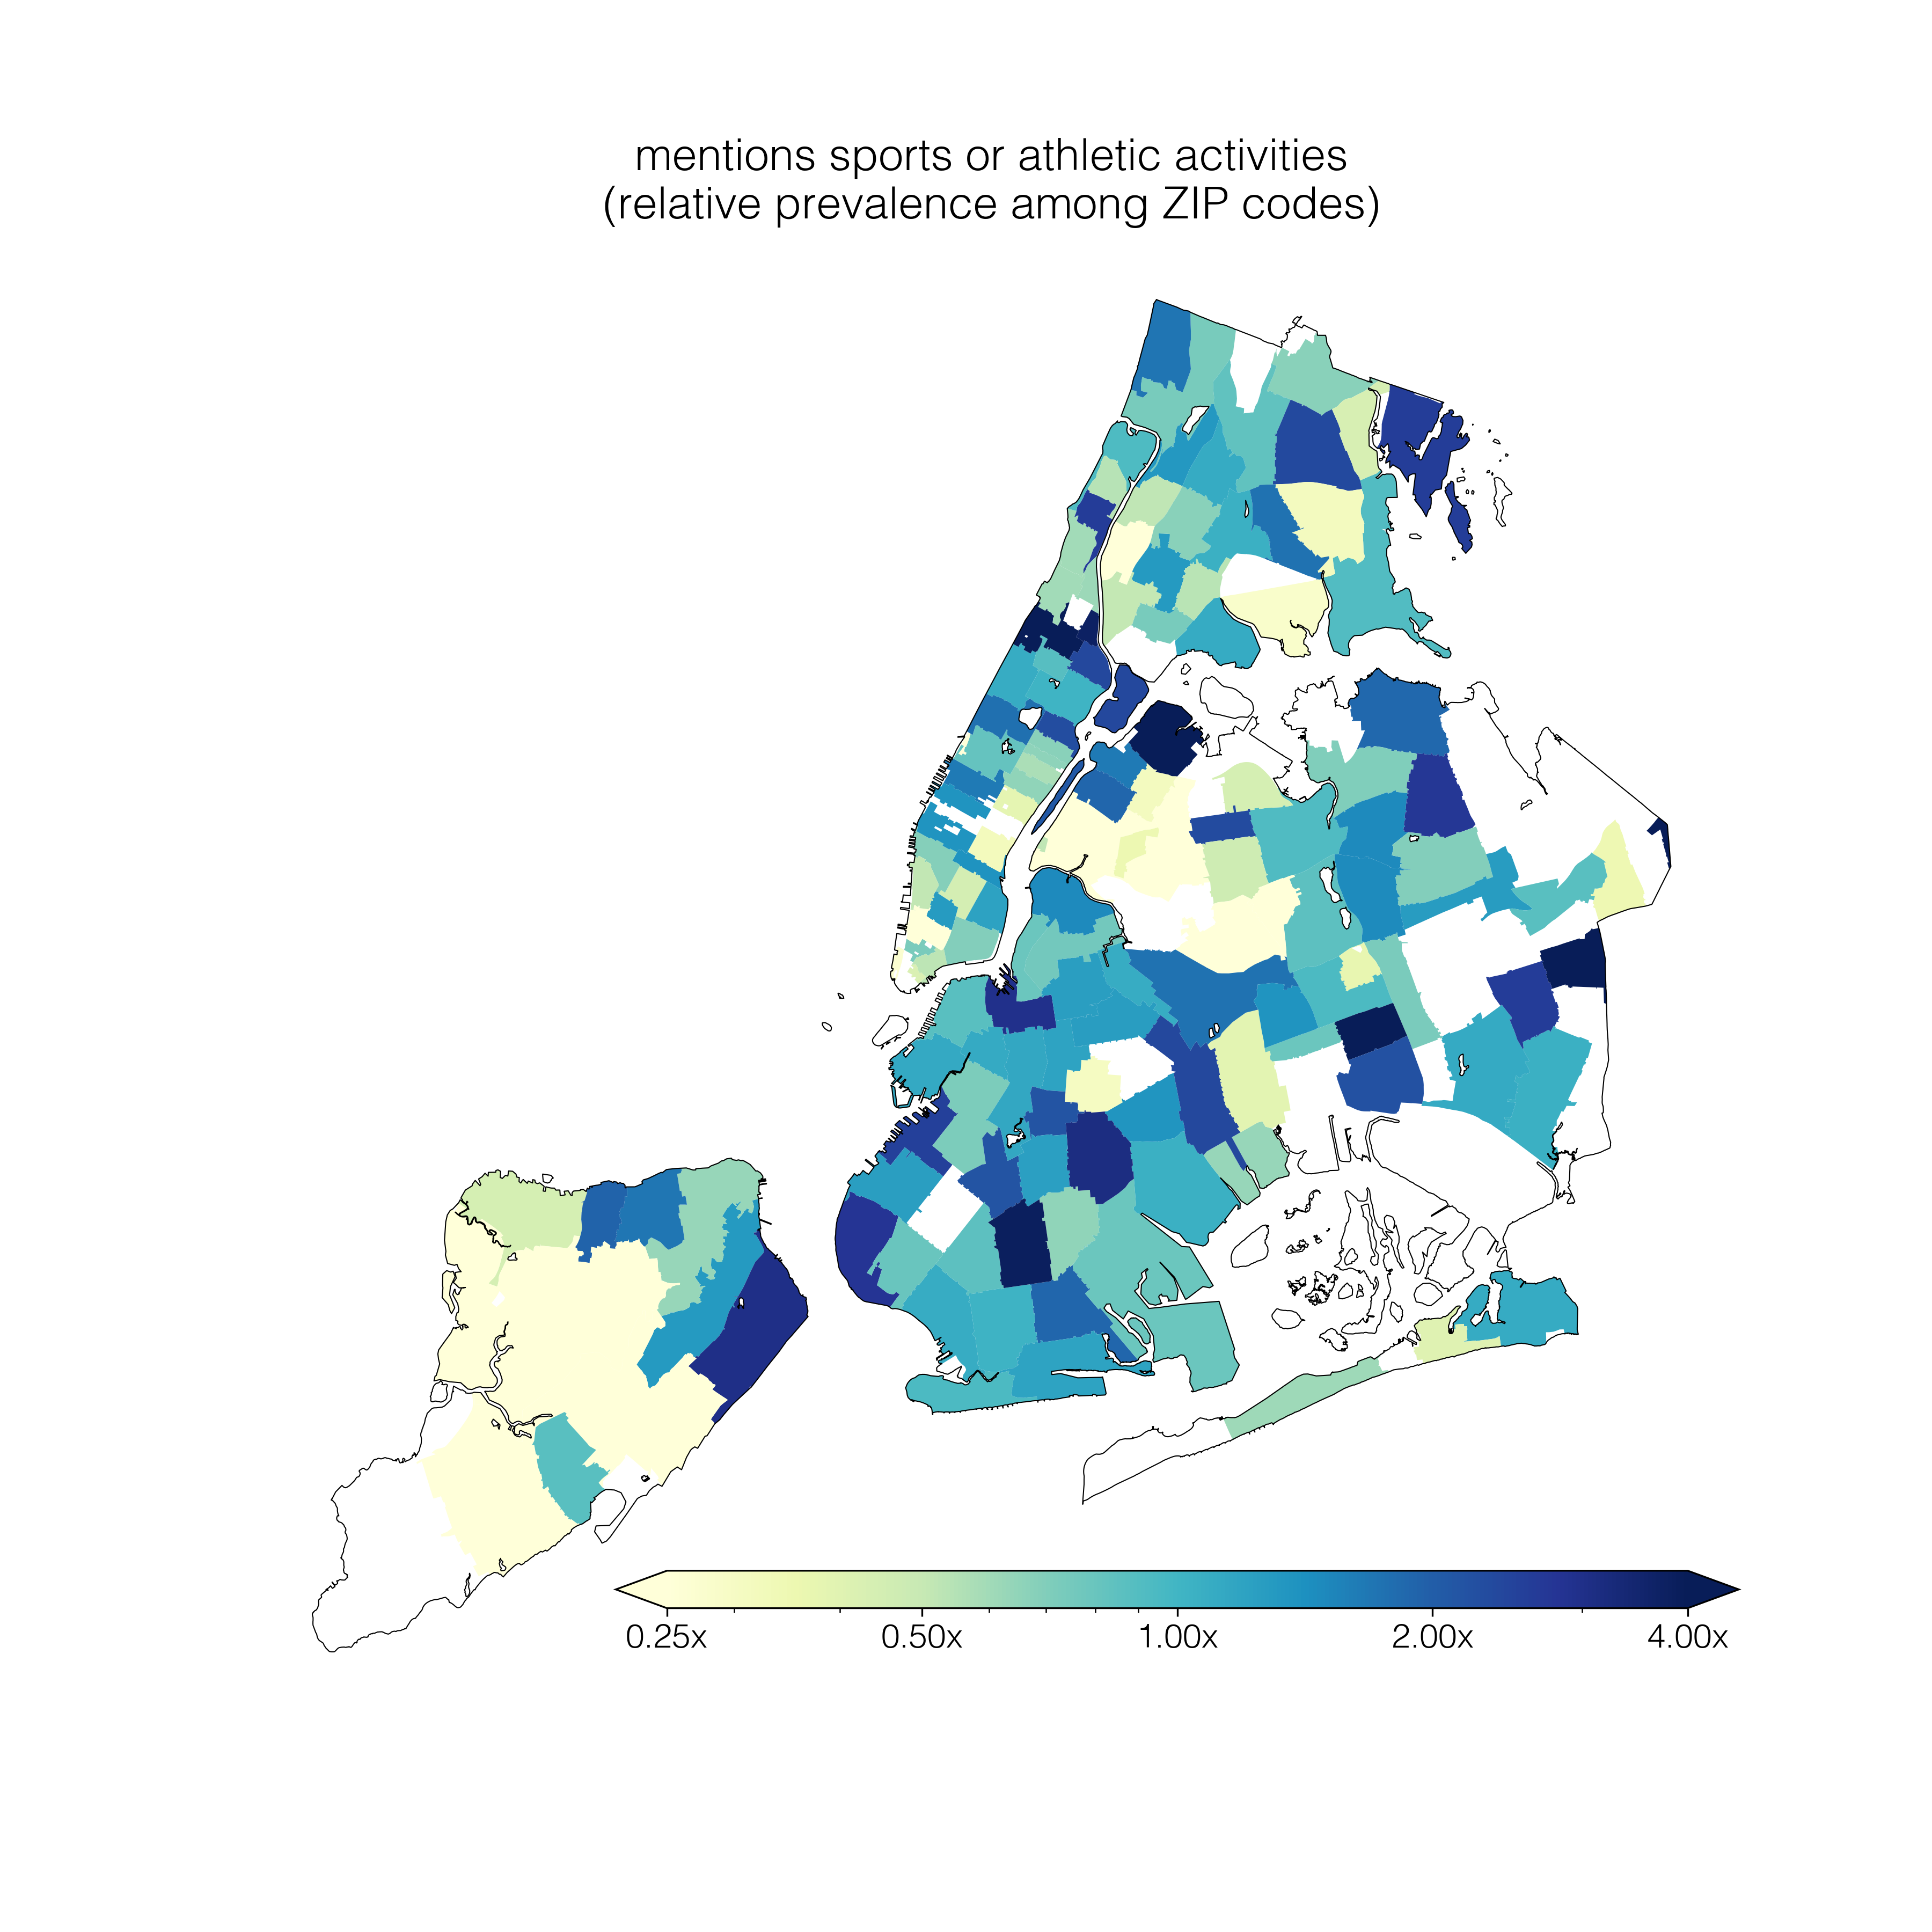 mentions sports or athletic activities
(relative prevalence among ZIP codes)
0.25x 0.50x 1.00x 2.00x 4.00x